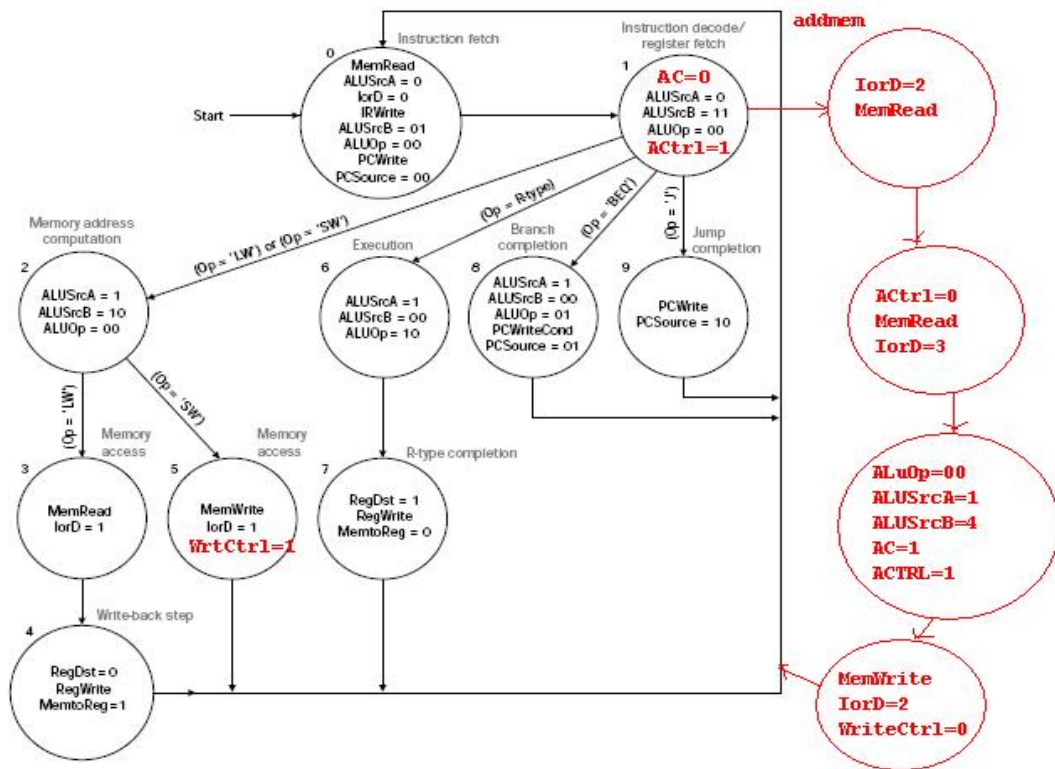 addmem
Instruction fetch
0
MemRead
ALUSrcA = 0
IorD = 0
IRWrite
ALUSrcB = 01
ALUOp = 00
PCWrite
PCSource = 00
Start
Instruction decode/
register fetch
1
AC=0
ALUSrcA = 0
ALUSrcB = 11
ALUOp = 00
ACtrl=1
IorD=2
MemRead
(Op = 'LW') or (Op = 'SW')
(Op = R-type)
(Op = 'BEQ')
(Op = 'J')
Memory address
computation
2
ALUSrcA = 1
ALUSrcB = 10
ALUOp = 00
Execution
6
ALUSrcA = 1
ALUSrcB = 00
ALUOp = 10
Branch
completion
8
ALUSrcA = 1
ALUSrcB = 00
ALUOp = 01
PCWriteCond
PCSource = 01
Jump
completion
9
PCWrite
PCSource = 10
ACtrl=0
MemRead
IorD=3
(Op = 'LW')
(Op = 'SW')
Memory
access
3
MemRead
IorD = 1
Memory
access
5
MemWrite
IorD = 1
WrtCtrl=1
R-type completion
7
RegDst = 1
RegWrite
MemtoReg = 0
ALuOp=00
ALUSrcA=1
ALUSrcB=4
AC=1
ACTRL=1
Write-back step
4
RegDst = 0
RegWrite
MemtoReg = 1
MemWrite
IorD=2
WriteCtrl=0